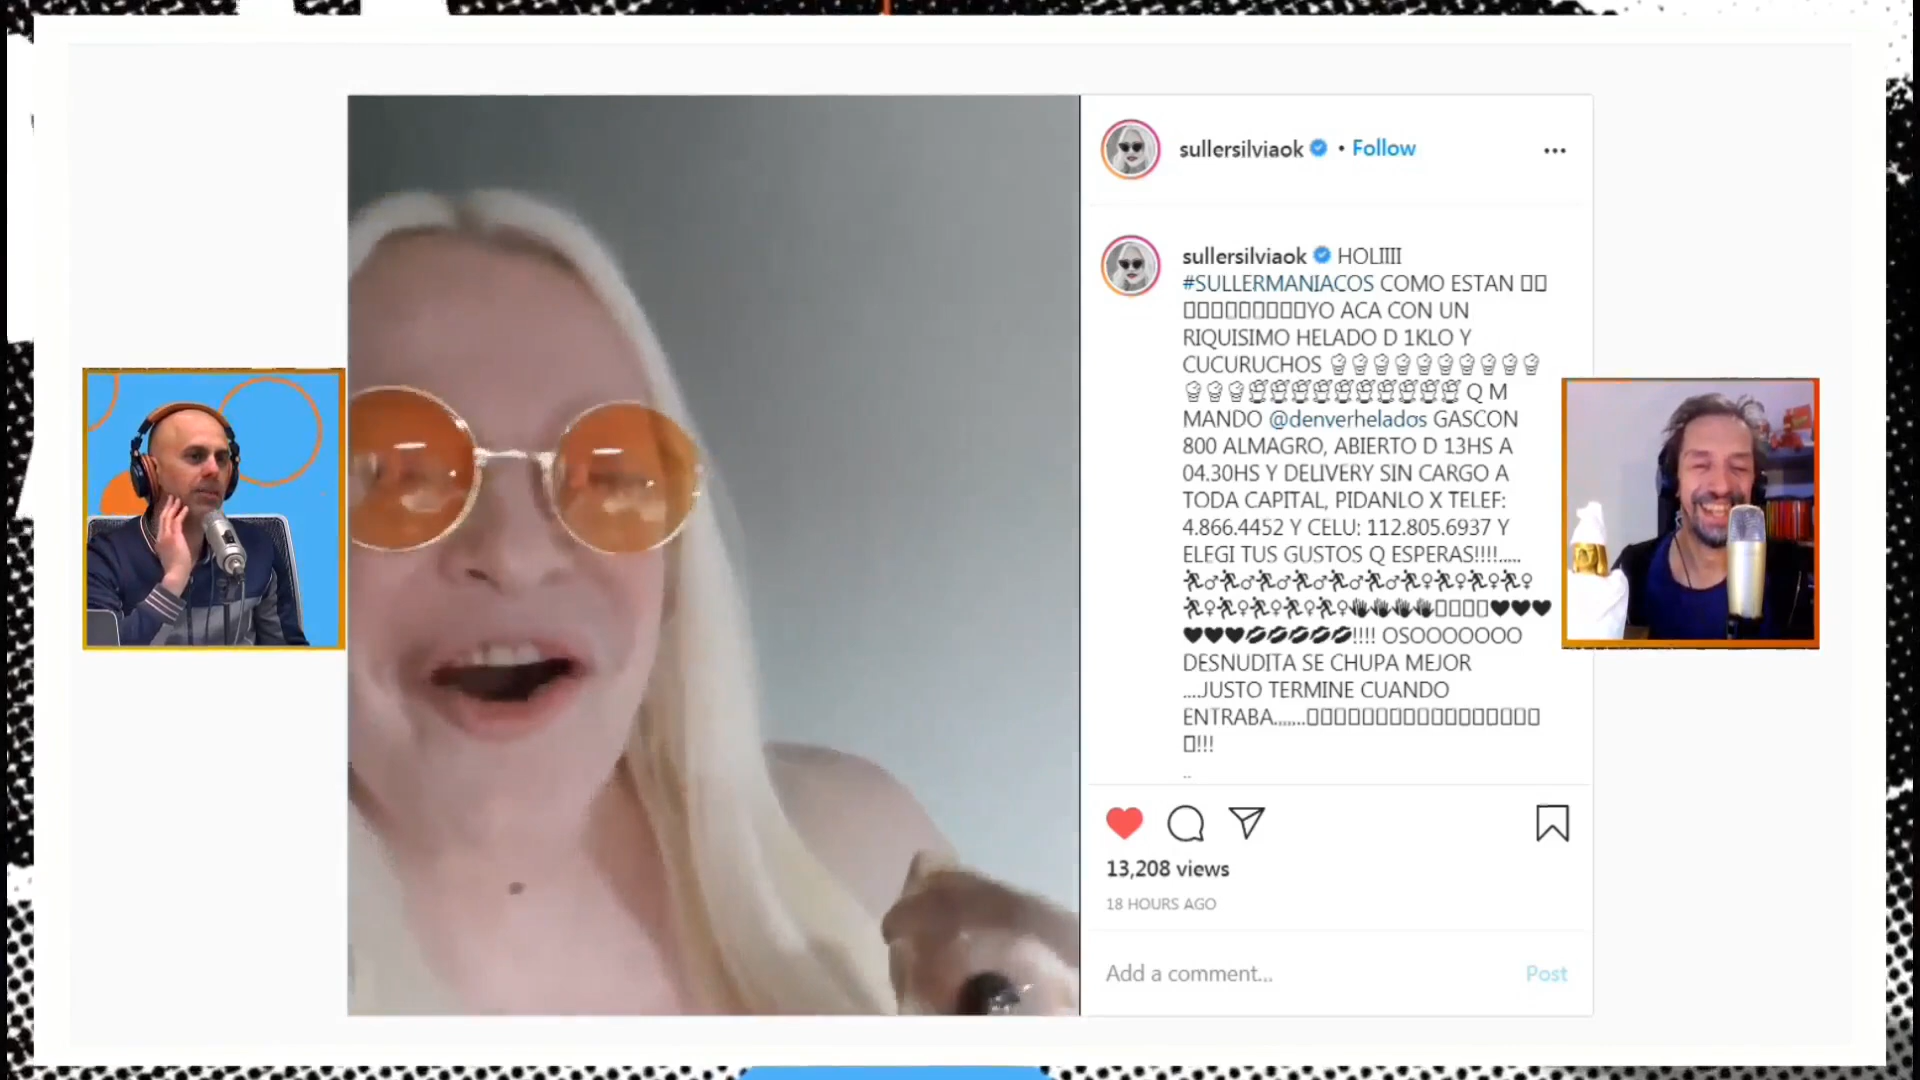 sullersilviaok • Follow
sullersilviaok HOLIIII
#SULLERMANIACOS COMO ESTAN
YO ACA CON UN
RIQUISIMO HELADO D 1KLO Y
CUCURUCHOS
Q M
MANDO @denverhelados GASCON
800 ALMAGRO, ABIERTO D 13HS A
04.30HS Y DELIVERY SIN CARGO A
TODA CAPITAL, PIDANLO X TELEF:
4.866.4452 Y CELU: 112.805.6937 Y
ELEGI TUS GUSTOS Q ESPERAS!!!!.....
!!!! OSOOOOOOO
DESNUDITA SE CHUPA MEJOR
....JUSTO TERMINE CUANDO
ENTRABA.......
!!!
..
13,208 views
18 HOURS AGO
Add a comment... Post